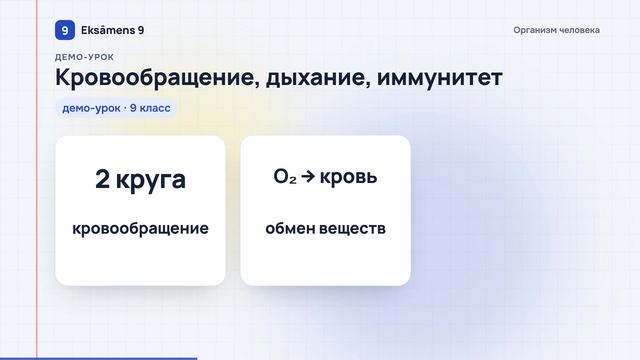 9 Eksāmens 9
Организм человека
ДЕМО-УРОК
Кровообращение, дыхание, иммунитет
демо-урок · 9 класс
2 круга
кровообращение
O₂ → кровь
обмен веществ